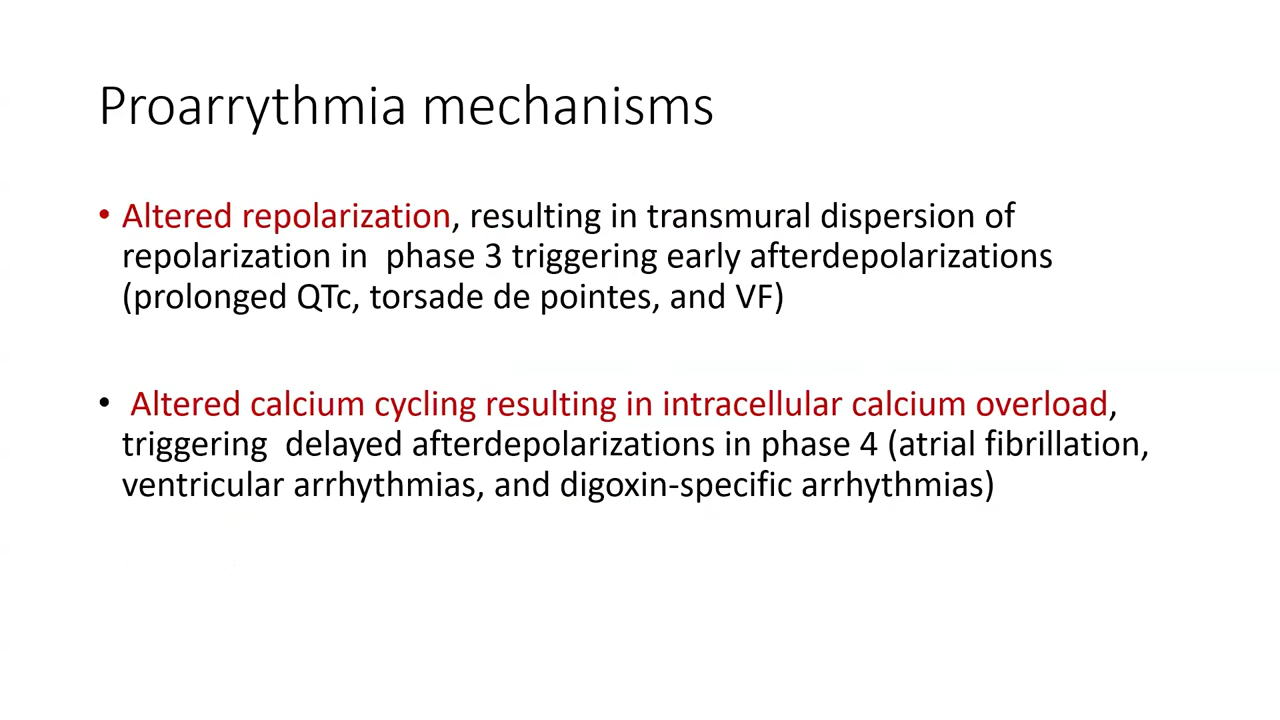 Proarrythmia mechanisms
• Altered repolarization, resulting in transmural dispersion of
repolarization in  phase 3 triggering early afterdepolarizations
(prolonged QTc, torsade de pointes, and VF)
•  Altered calcium cycling resulting in intracellular calcium overload,
triggering  delayed afterdepolarizations in phase 4 (atrial fibrillation,
ventricular arrhythmias, and digoxin-specific arrhythmias)